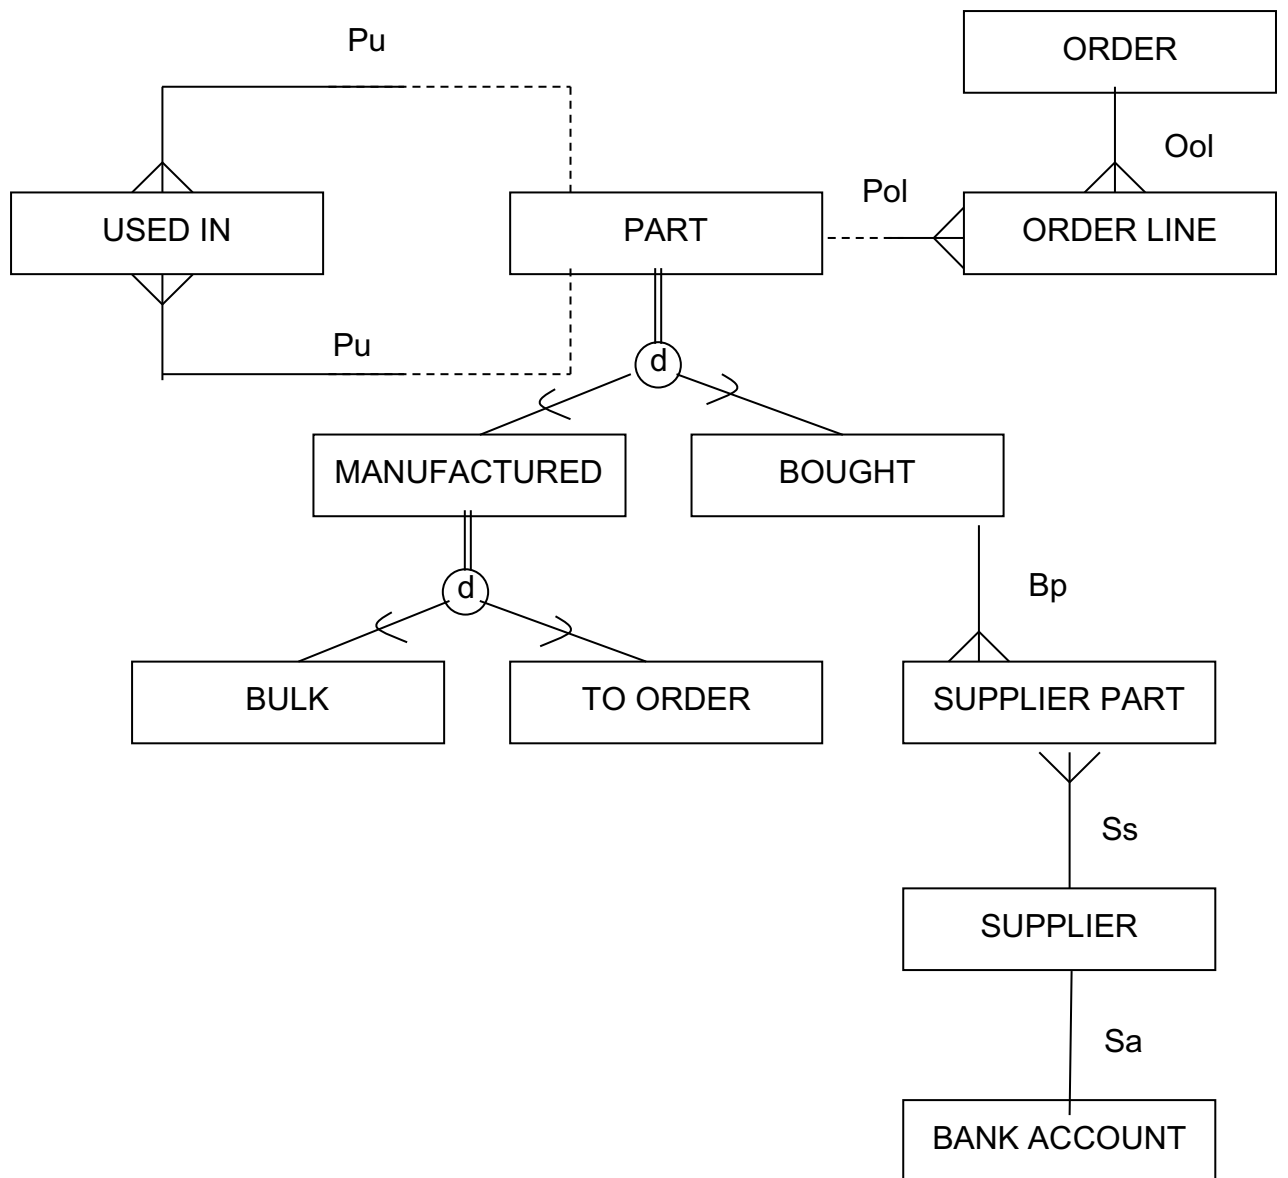 Pu
ORDER
Ool
Pol
USED IN
PART
ORDER LINE
Pu
d
MANUFACTURED
BOUGHT
d
Bp
BULK
TO ORDER
SUPPLIER PART
Ss
SUPPLIER
Sa
BANK ACCOUNT